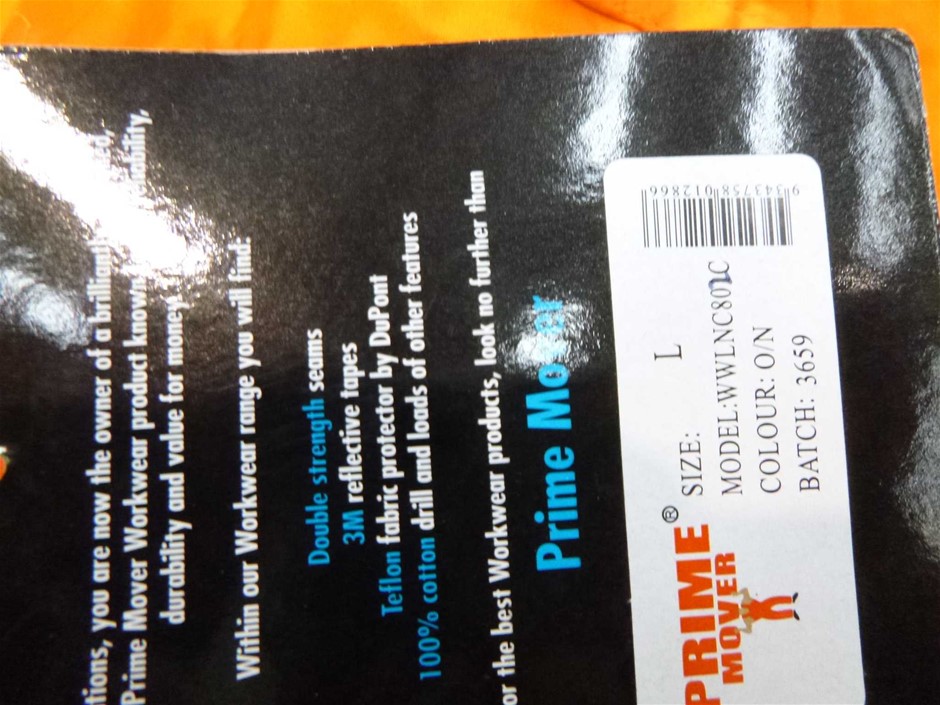 tions, you are now the owner of a brilliant
Prime Mover Workwear product known
durability and value for money
Within our Workwear range you will find:
Double strength seams
3M reflective tapes
Teflon fabric protector by DuPont
100% cotton drill and loads of other features
or the best Workwear products, look no further than
Prime Mover
PRIME ®
MOVER
SIZE: L
MODEL:WWLNC802C
COLOUR: O/N
BATCH: 3659
9343758012866